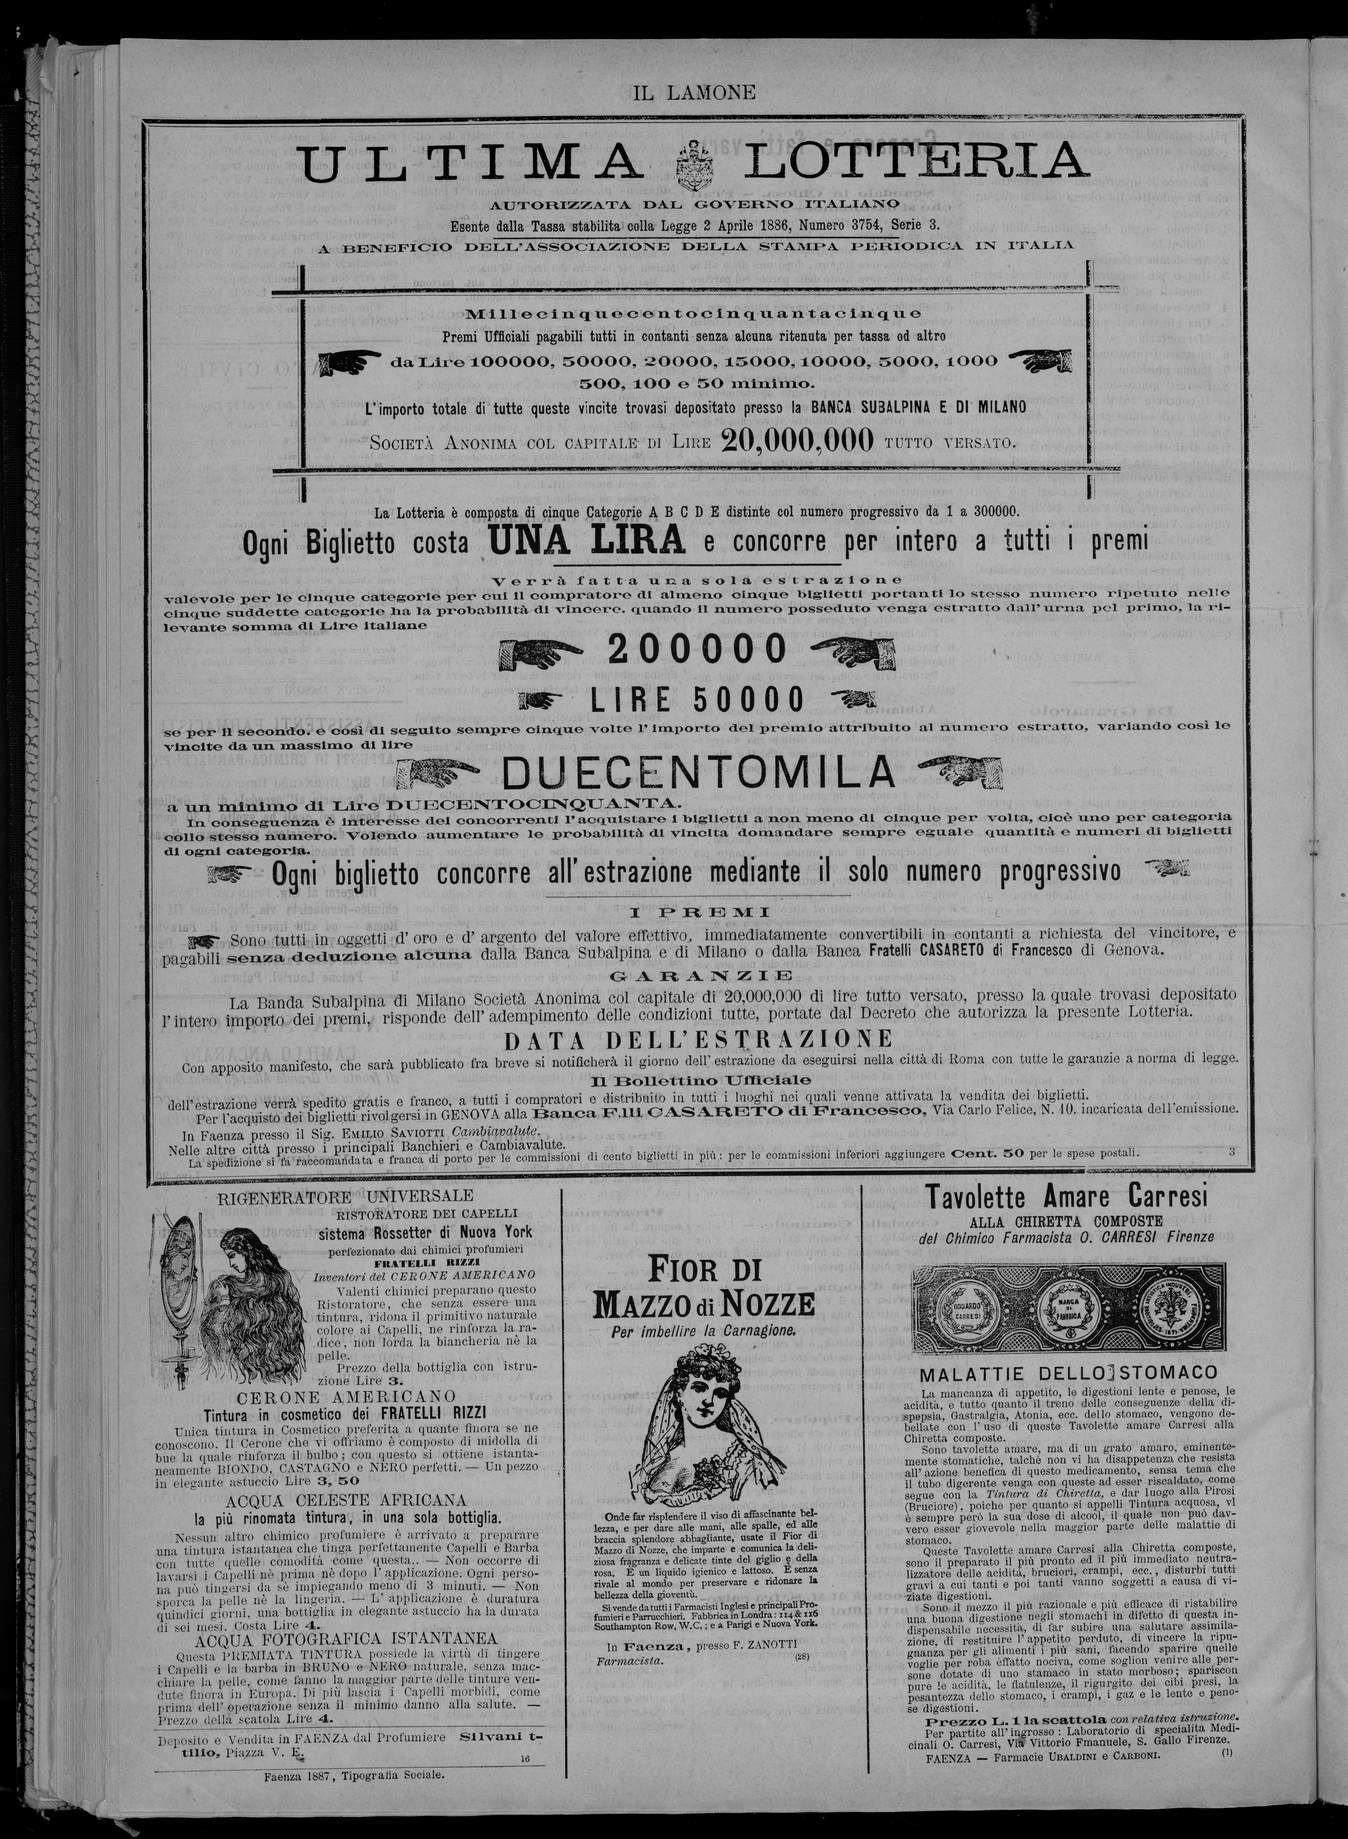 IL LAMONE
ULTIMA LOTTERIA
AUTORIZZATA DAL GOVERNO ITALIANO
Esente dalla Tassa stabilita colla Legge 2 Aprile 1886, Numero 3754, Serie 3.
A BENEFICIO DELL'ASSOCIAZIONE DELLA STAMPA PERIODICA IN ITALIA
Millecinquecentocinquantacinque
Premi Ufficiali pagabili tutti in contanti senza alcuna ritenuta per tassa od altro
da Lire 100000, 50000, 20000, 15000, 10000, 5000, 1000
500, 100 e 50 minimo.
L'importo totale di tutte queste vincite trovasi depositato presso la BANCA SUBALPINA E DI MILANO
SOCIETÀ ANONIMA COL CAPITALE DI LIRE 20,000,000 TUTTO VERSATO.
La Lotteria è composta di cinque Categorie A B C D E distinte col numero progressivo da 1 a 300000.
Ogni Biglietto costa UNA LIRA e concorre per intero a tutti i premi
Verrà fatta una sola estrazione
valevole per le cinque categorie per cui il compratore di almeno cinque biglietti portanti lo stesso numero ripetuto nelle
cinque suddette categorie ha la probabilità di vincere. quando il numero posseduto venga estratto dall'urna pel primo, la ri-
levante somma di Lire italiane
200000
LIRE 50000
se per il secondo. e così di seguito sempre cinque volte l'importo del premio attribuito al numero estratto, variando così le
vincite da un massimo di lire
DUECENTOMILA
a un minimo di Lire DUECENTOCINQUANTA.
In conseguenza è interesse dei concorrenti l'acquistare i biglietti a non meno di cinque per volta, cicè uno per categoria
collo stesso numero. Volendo aumentare le probabilità di vincita domandare sempre eguale quantità e numeri di biglietti
di ogni categoria.
Ogni biglietto concorre all'estrazione mediante il solo numero progressivo
I PREMI
Sono tutti in oggetti d'oro e d'argento del valore effettivo, immediatamente convertibili in contanti a richiesta del vincitore, e
pagabili senza deduzione alcuna dalla Banca Subalpina e di Milano o dalla Banca Fratelli CASARETO di Francesco di Genova.
GARANZIE
La Banda Subalpina di Milano Società Anonima col capitale di 20,000,000 di lire tutto versato, presso la quale trovasi depositato
l'intero importo dei premi, risponde dell'adempimento delle condizioni tutte, portate dal Decreto che autorizza la presente Lotteria.
DATA DELL'ESTRAZIONE
Con apposito manifesto, che sarà pubblicato fra breve si notificherà il giorno dell'estrazione da eseguirsi nella città di Roma con tutte le garanzie a norma di legge.
Il Bollettino Ufficiale
dell'estrazione verrà spedito gratis e franco, a tutti i compratori e distribuito in tutti i luoghi nei quali venne attivata la vendita dei biglietti.
Per l'acquisto dei biglietti rivolgersi in GENOVA alla Banca F.lli CASARETO di Francesco, Via Carlo Felice, N. 10. incaricata dell'emissione.
In Faenza presso il Sig. EMILIO SAVIOTTI Cambiavalute.
Nelle altre città presso i principali Banchieri e Cambiavalute.
La spedizione si fa raccomandata e franca di porto per le commissioni di cento biglietti in più: per le commissioni inferiori aggiungere Cent. 50 per le spese postali. 3
RIGENERATORE UNIVERSALE
RISTORATORE DEI CAPELLI
sistema Rossetter di Nuova York
perfezionato dai chimici profumieri
FRATELLI RIZZI
Inventori del CERONE AMERICANO
Valenti chimici preparano questo
Ristoratore, che senza essere una
tintura, ridona il primitivo naturale
colore ai Capelli, ne rinforza la ra-
dice, non lorda la biancheria nè la
pelle.
Prezzo della bottiglia con istru-
zione Lire 3.
CERONE AMERICANO
Tintura in cosmetico dei FRATELLI RIZZI
Unica tintura in Cosmetico preferita a quante finora se ne
conoscono. Il Cerone che vi offriamo è composto di midolla di
bue la quale rinforza il bulbo; con questo si ottiene istanta-
neamente BIONDO, CASTAGNO e NERO perfetti. — Un pezzo
in elegante astuccio Lire 3, 50
ACQUA CELESTE AFRICANA
la più rinomata tintura, in una sola bottiglia.
Nessun altro chimico profumiere è arrivato a preparare
una tintura istantanea che tinga perfettamente Capelli e Barba
con tutte quelle comodità come questa.. — Non occorre di
lavarsi i Capelli nè prima nè dopo l'applicazione. Ogni perso-
na può tingersi da sè impiegando meno di 3 minuti. — Non
sporca la pelle nè la lingeria. — L'applicazione è duratura
quindici giorni, una bottiglia in elegante astuccio ha la durata
di sei mesi. Costa Lire 4.
ACQUA FOTOGRAFICA ISTANTANEA
Questa PREMIATA TINTURA possiede la virtù di tingere
i Capelli e la barba in BRUNO e NERO naturale, senza mac-
chiare la pelle, come fanno la maggior parte delle tinture ven-
dute finora in Europa. Di più lascia i Capelli morbidi, come
prima dell'operazione senza il minimo danno alla salute. —
Prezzo della scatola Lire 4.
Deposito e Vendita in FAENZA dal Profumiere Silvani t-
tilio, Piazza V. E. 16
Faenza 1887, Tipografia Sociale.
FIOR DI
MAZZO di NOZZE
Per imbellire la Carnagione.
Onde far risplendere il viso di affascinante bel-
lezza, e per dare alle mani, alle spalle, ed alle
braccia splendore abbagliante, usate il Fior di
Mazzo di Nozze, che imparte e comunica la deli-
ziosa fragranza e delicate tinte del giglio e della
rosa. È un liquido igienico e lattoso. È senza
rivale al mondo per preservare e ridonare la
bellezza della gioventù.
Si vende da tutti i Farmacisti Inglesi e principali Pro-
fumieri e Parrucchieri. Fabbrica in Londra: 114 & 116
Southampton Row, W.C.; e a Parigi e Nuova York.
In Faenza, presso F. ZANOTTI
Farmacista. (28)
Tavolette Amare Carresi
ALLA CHIRETTA COMPOSTE
del Chimico Farmacista O. CARRESI Firenze
ODOARDO CARRESI
MARCA DI FABBRICA
MALATTIE DELLO STOMACO
La mancanza di appetito, le digestioni lente e penose, le
acidità, e tutto quanto il treno delle conseguenze della di-
spepsia, Gastralgia, Atonia, ecc. dello stomaco, vengono de-
bellate con l'uso di queste Tavolette amare Carresi alla
Chiretta composte.
Sono tavolette amare, ma di un grato amaro, eminente-
mente stomatiche, talchè non vi ha disappetenza che resista
all'azione benefica di questo medicamento, sensa tema che
il tubo digerente venga con queste ad esser riscaldato, come
segue con la Tintura di Chiretta, e dar luogo alla Pirosi
(Bruciore), poichè per quanto si appelli Tintura acquosa, vi
è sempre però la sua dose di alcool, il quale non può dav-
vero esser giovevole nella maggior parte delle malattie di
stomaco.
Queste Tavolette amare Carresi alla Chiretta composte,
sono il preparato il più pronto ed il più immediato neutra-
lizzatore delle acidità, bruciori, crampi, ecc., disturbi tutti
gravi a cui tanti e poi tanti vanno soggetti a causa di vi-
ziate digestioni.
Sono il mezzo il più razionale e più efficace di ristabilire
una buona digestione negli stomachi in difetto di questa in-
dispensabile necessità, di far subire una salutare assimila-
zione, di restituire l'appetito perduto, di vincere la ripu-
gnanza per gli alimenti i più sani, facendo sparire quelle
voglie per roba effatto nociva, come soglion venire alle per-
sone dotate di uno stamaco in stato morboso; spariscon
pure le acidità, le flatulenze, il rigurgito dei cibi presi, la
pesantezza dello stomaco, i crampi, i gaz e le lente e peno-
se digestioni.
Prezzo L. 1 la scattola con relativa istruzione.
Per partite all'ingrosso: Laboratorio di specialità Medi-
cinali O. Carresi, Via Vittorio Emanuele, S. Gallo Firenze.
FAENZA — Farmacie UBALDINI e CARBONI. (1)